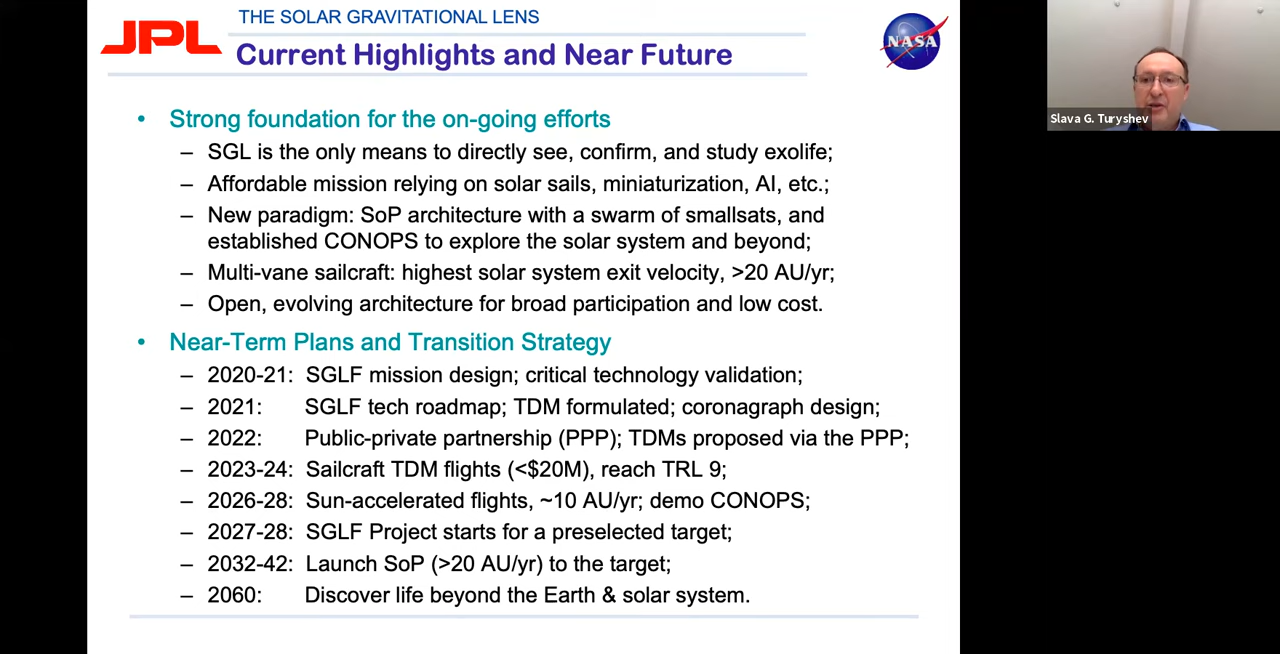 JPL
THE SOLAR GRAVITATIONAL LENS
Current Highlights and Near Future
NASA
Slava G. Turyshev
• Strong foundation for the on-going efforts
– SGL is the only means to directly see, confirm, and study exolife;
– Affordable mission relying on solar sails, miniaturization, AI, etc.;
– New paradigm: SoP architecture with a swarm of smallsats, and
established CONOPS to explore the solar system and beyond;
– Multi-vane sailcraft: highest solar system exit velocity, >20 AU/yr;
– Open, evolving architecture for broad participation and low cost.
• Near-Term Plans and Transition Strategy
– 2020-21: SGLF mission design; critical technology validation;
– 2021: SGLF tech roadmap; TDM formulated; coronagraph design;
– 2022: Public-private partnership (PPP); TDMs proposed via the PPP;
– 2023-24: Sailcraft TDM flights (<$20M), reach TRL 9;
– 2026-28: Sun-accelerated flights, ~10 AU/yr; demo CONOPS;
– 2027-28: SGLF Project starts for a preselected target;
– 2032-42: Launch SoP (>20 AU/yr) to the target;
– 2060: Discover life beyond the Earth & solar system.